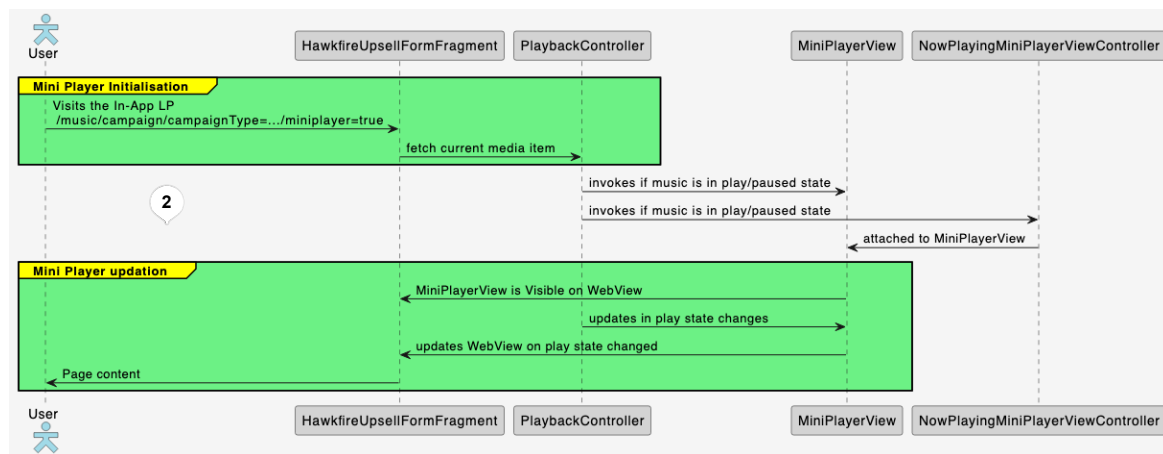 User
HawkfireUpsellFormFragment
PlaybackController
MiniPlayerView
NowPlayingMiniPlayerViewController
Mini Player Initialisation
Visits the In-App LP
/music/campaign/campaignType=.../miniplayer=true
fetch current media item
invokes if music is in play/paused state
2
invokes if music is in play/paused state
attached to MiniPlayerView
Mini Player updation
MiniPlayerView is Visible on WebView
updates in play state changes
updates WebView on play state changed
Page content
User
HawkfireUpsellFormFragment
PlaybackController
MiniPlayerView
NowPlayingMiniPlayerViewController